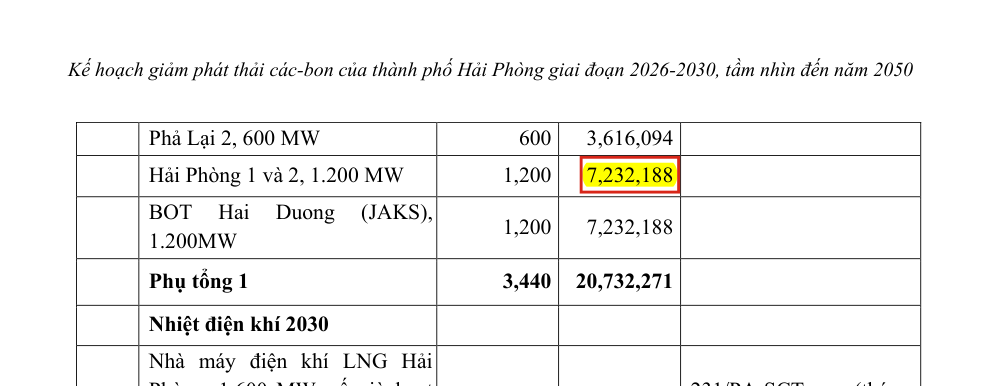 Kế hoạch giảm phát thải các-bon của thành phố Hải Phòng giai đoạn 2026-2030, tầm nhìn đến năm 2050
Phả Lại 2, 600 MW 600 3,616,094
Hải Phòng 1 và 2, 1.200 MW 1,200 7,232,188
BOT Hai Duong (JAKS),
1.200MW 1,200 7,232,188
Phụ tổng 1 3,440 20,732,271
Nhiệt điện khí 2030
Nhà máy điện khí LNG Hải